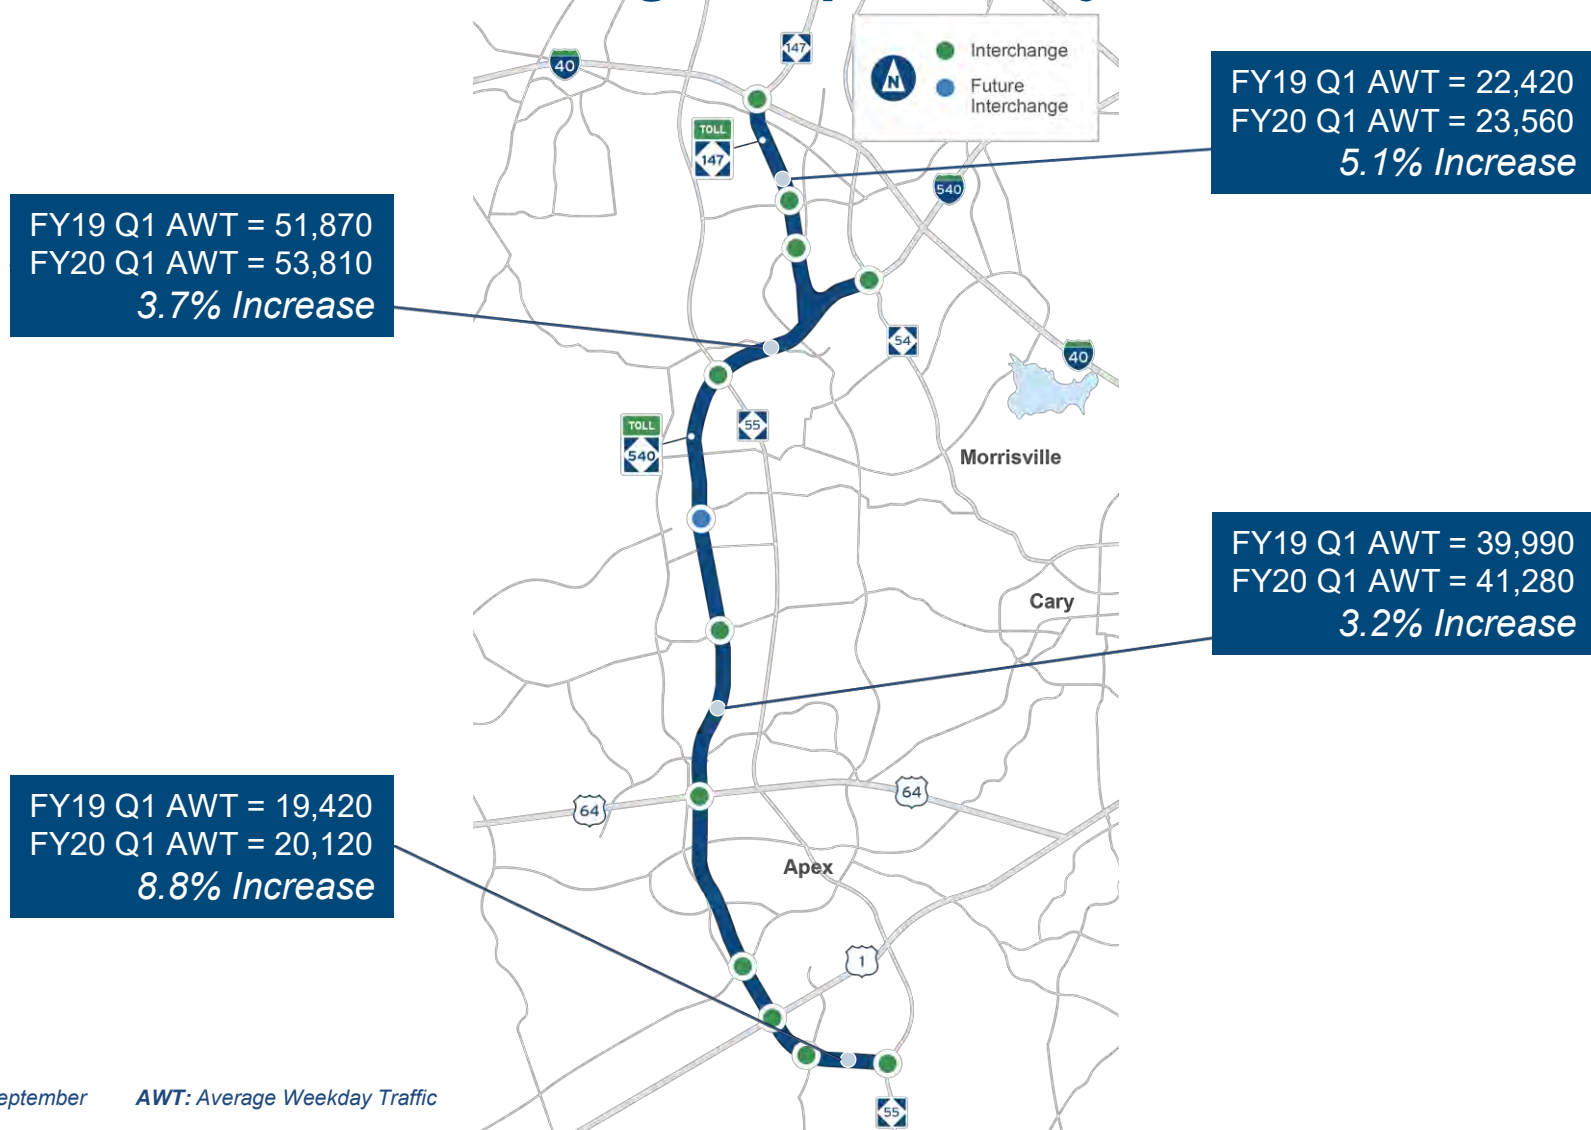 147
40
Interchange
N
Future
Interchange
FY19 Q1 AWT = 22,420
FY20 Q1 AWT = 23,560
5.1% Increase
TOLL
147
540
FY19 Q1 AWT = 51,870
FY20 Q1 AWT = 53,810
3.7% Increase
54
40
TOLL
540
55
Morrisville
FY19 Q1 AWT = 39,990
FY20 Q1 AWT = 41,280
3.2% Increase
Cary
64
64
FY19 Q1 AWT = 19,420
FY20 Q1 AWT = 20,120
8.8% Increase
Apex
1
eptember AWT: Average Weekday Traffic
55